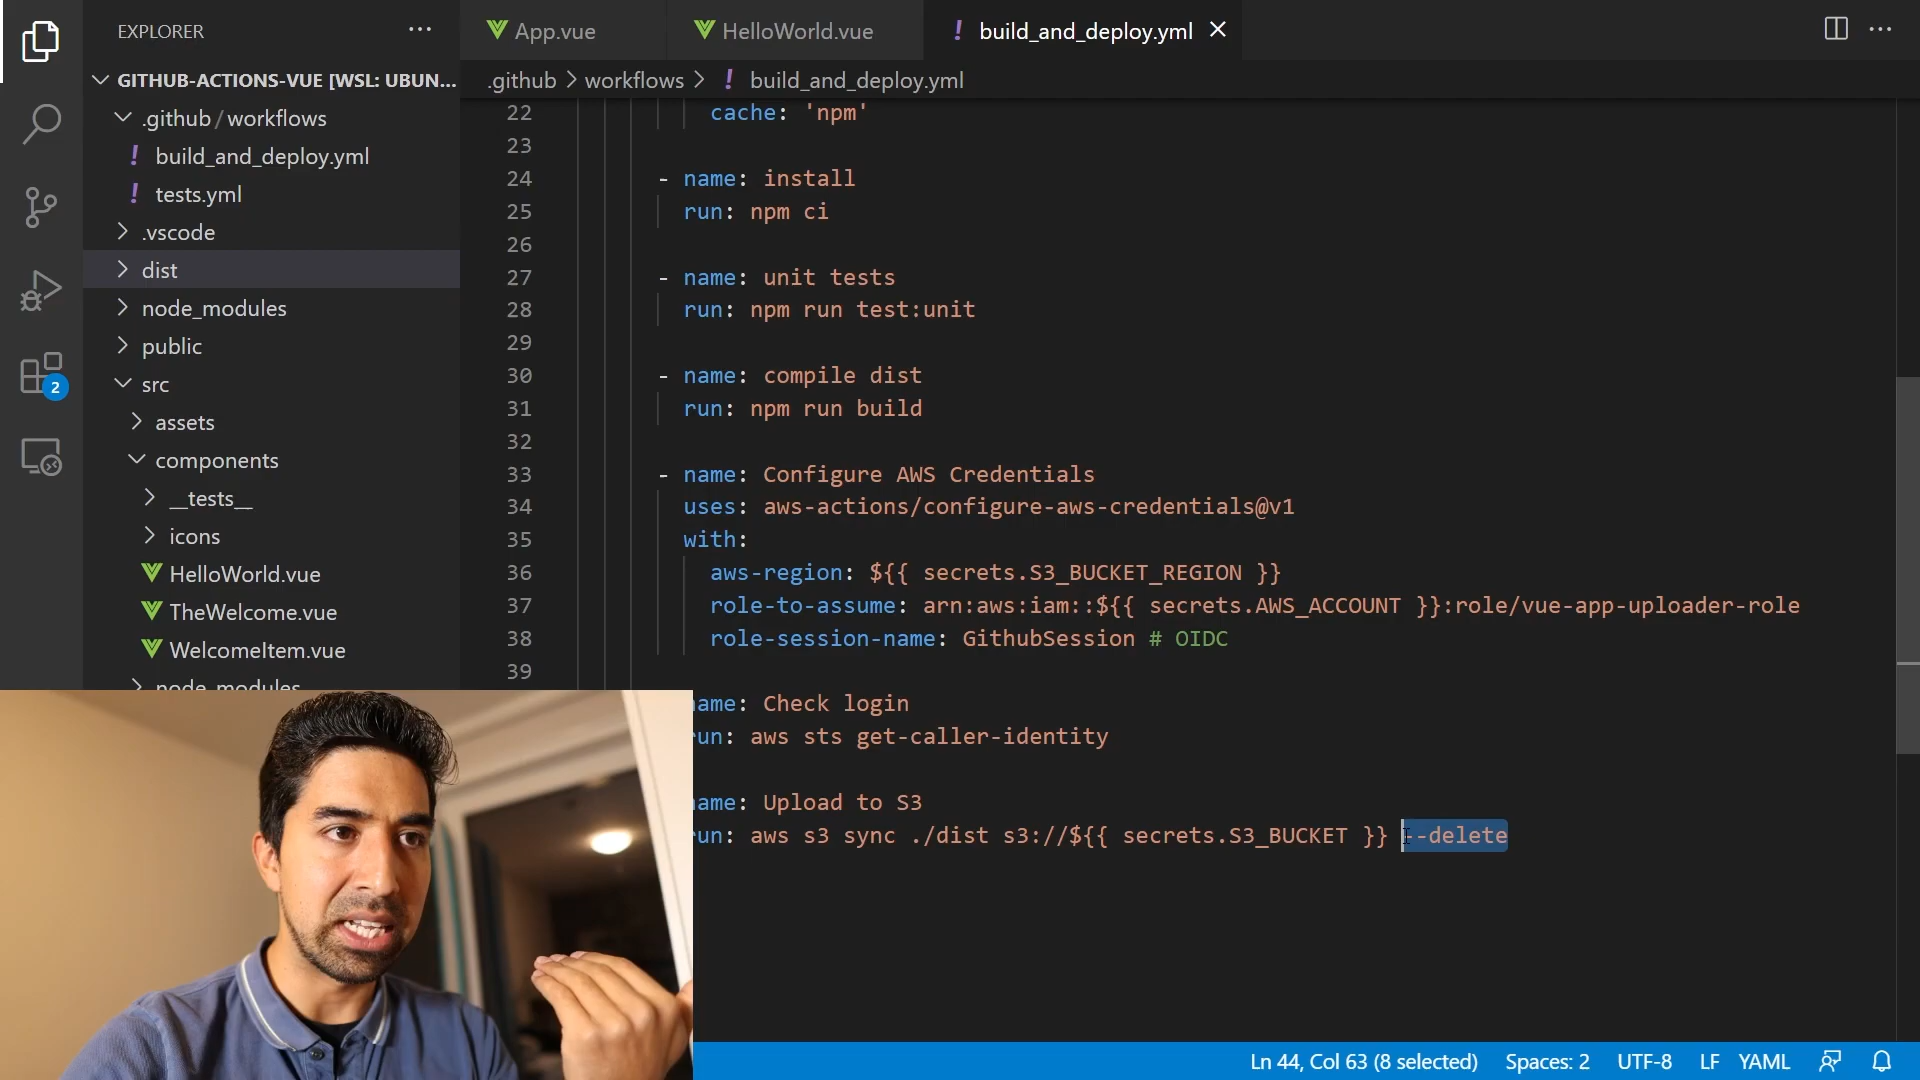 EXPLORER
GITHUB-ACTIONS-VUE [WSL: UBUN...
.github / workflows
build_and_deploy.yml
tests.yml
.vscode
dist
node_modules
public
src
assets
components
__tests__
icons
HelloWorld.vue
TheWelcome.vue
WelcomeItem.vue
node_modules
2
App.vue
HelloWorld.vue
! build_and_deploy.yml
.github > workflows > ! build_and_deploy.yml
22 cache: 'npm'
23
24 - name: install
25 run: npm ci
26
27 - name: unit tests
28 run: npm run test:unit
29
30 - name: compile dist
31 run: npm run build
32
33 - name: Configure AWS Credentials
34 uses: aws-actions/configure-aws-credentials@v1
35 with:
36 aws-region: ${{ secrets.S3_BUCKET_REGION }}
37 role-to-assume: arn:aws:iam::${{ secrets.AWS_ACCOUNT }}:role/vue-app-uploader-role
38 role-session-name: GithubSession # OIDC
39
ame: Check login
un: aws sts get-caller-identity
ame: Upload to S3
un: aws s3 sync ./dist s3://${{ secrets.S3_BUCKET }} --delete
Ln 44, Col 63 (8 selected) Spaces: 2 UTF-8 LF YAML